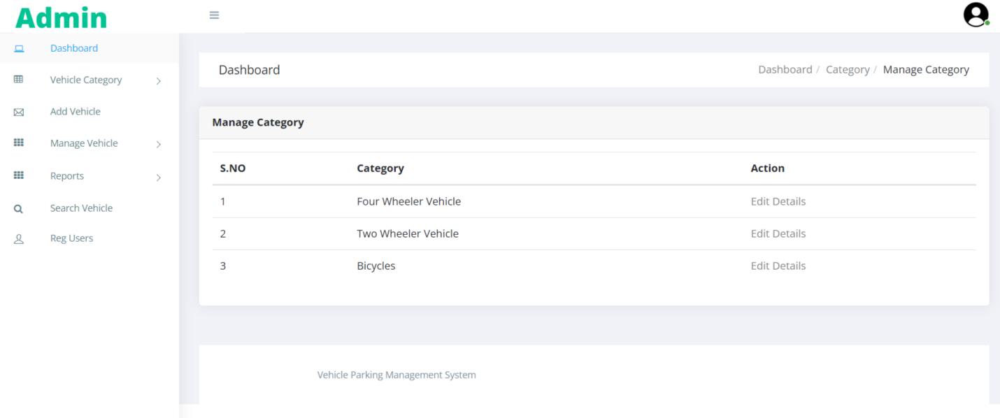 Admin
Dashboard
Vehicle Category
Add Vehicle
Manage Vehicle
Reports
Search Vehicle
Reg Users
Dashboard
Dashboard / Category / Manage Category
Manage Category
S.NO Category Action
1 Four Wheeler Vehicle Edit Details
2 Two Wheeler Vehicle Edit Details
3 Bicycles Edit Details
Vehicle Parking Management System